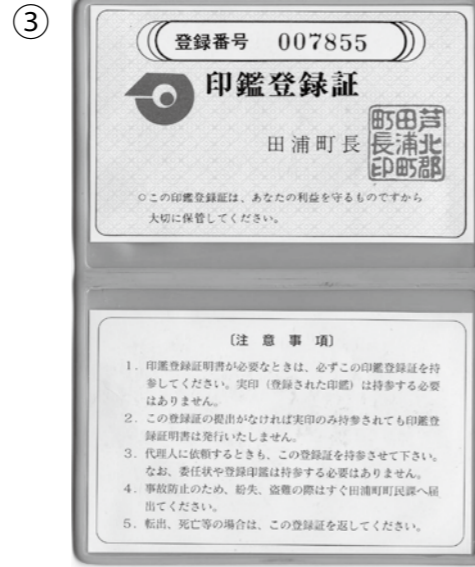 ③
登録番号 007855
印鑑登録証
田浦町長
芦北郡田浦町長印
○この印鑑登録証は、あなたの利益を守るものですから
大切に保管してください。
〔注意事項〕
1. 印鑑登録証明書が必要なときは、必ずこの印鑑登録証を持
参してください。実印(登録された印鑑)は持参する必要
はありません。
2. この登録証の提出がなければ実印のみ持参されても印鑑登
録証明書は発行いたしません。
3. 代理人に依頼するときも、この登録証を持参させて下さい。
なお、委任状や登録印鑑は持参する必要はありません。
4. 事故防止のため、紛失、盗難の際はすぐ田浦町町民課へ届
出てください。
5. 転出、死亡等の場合は、この登録証を返してください。